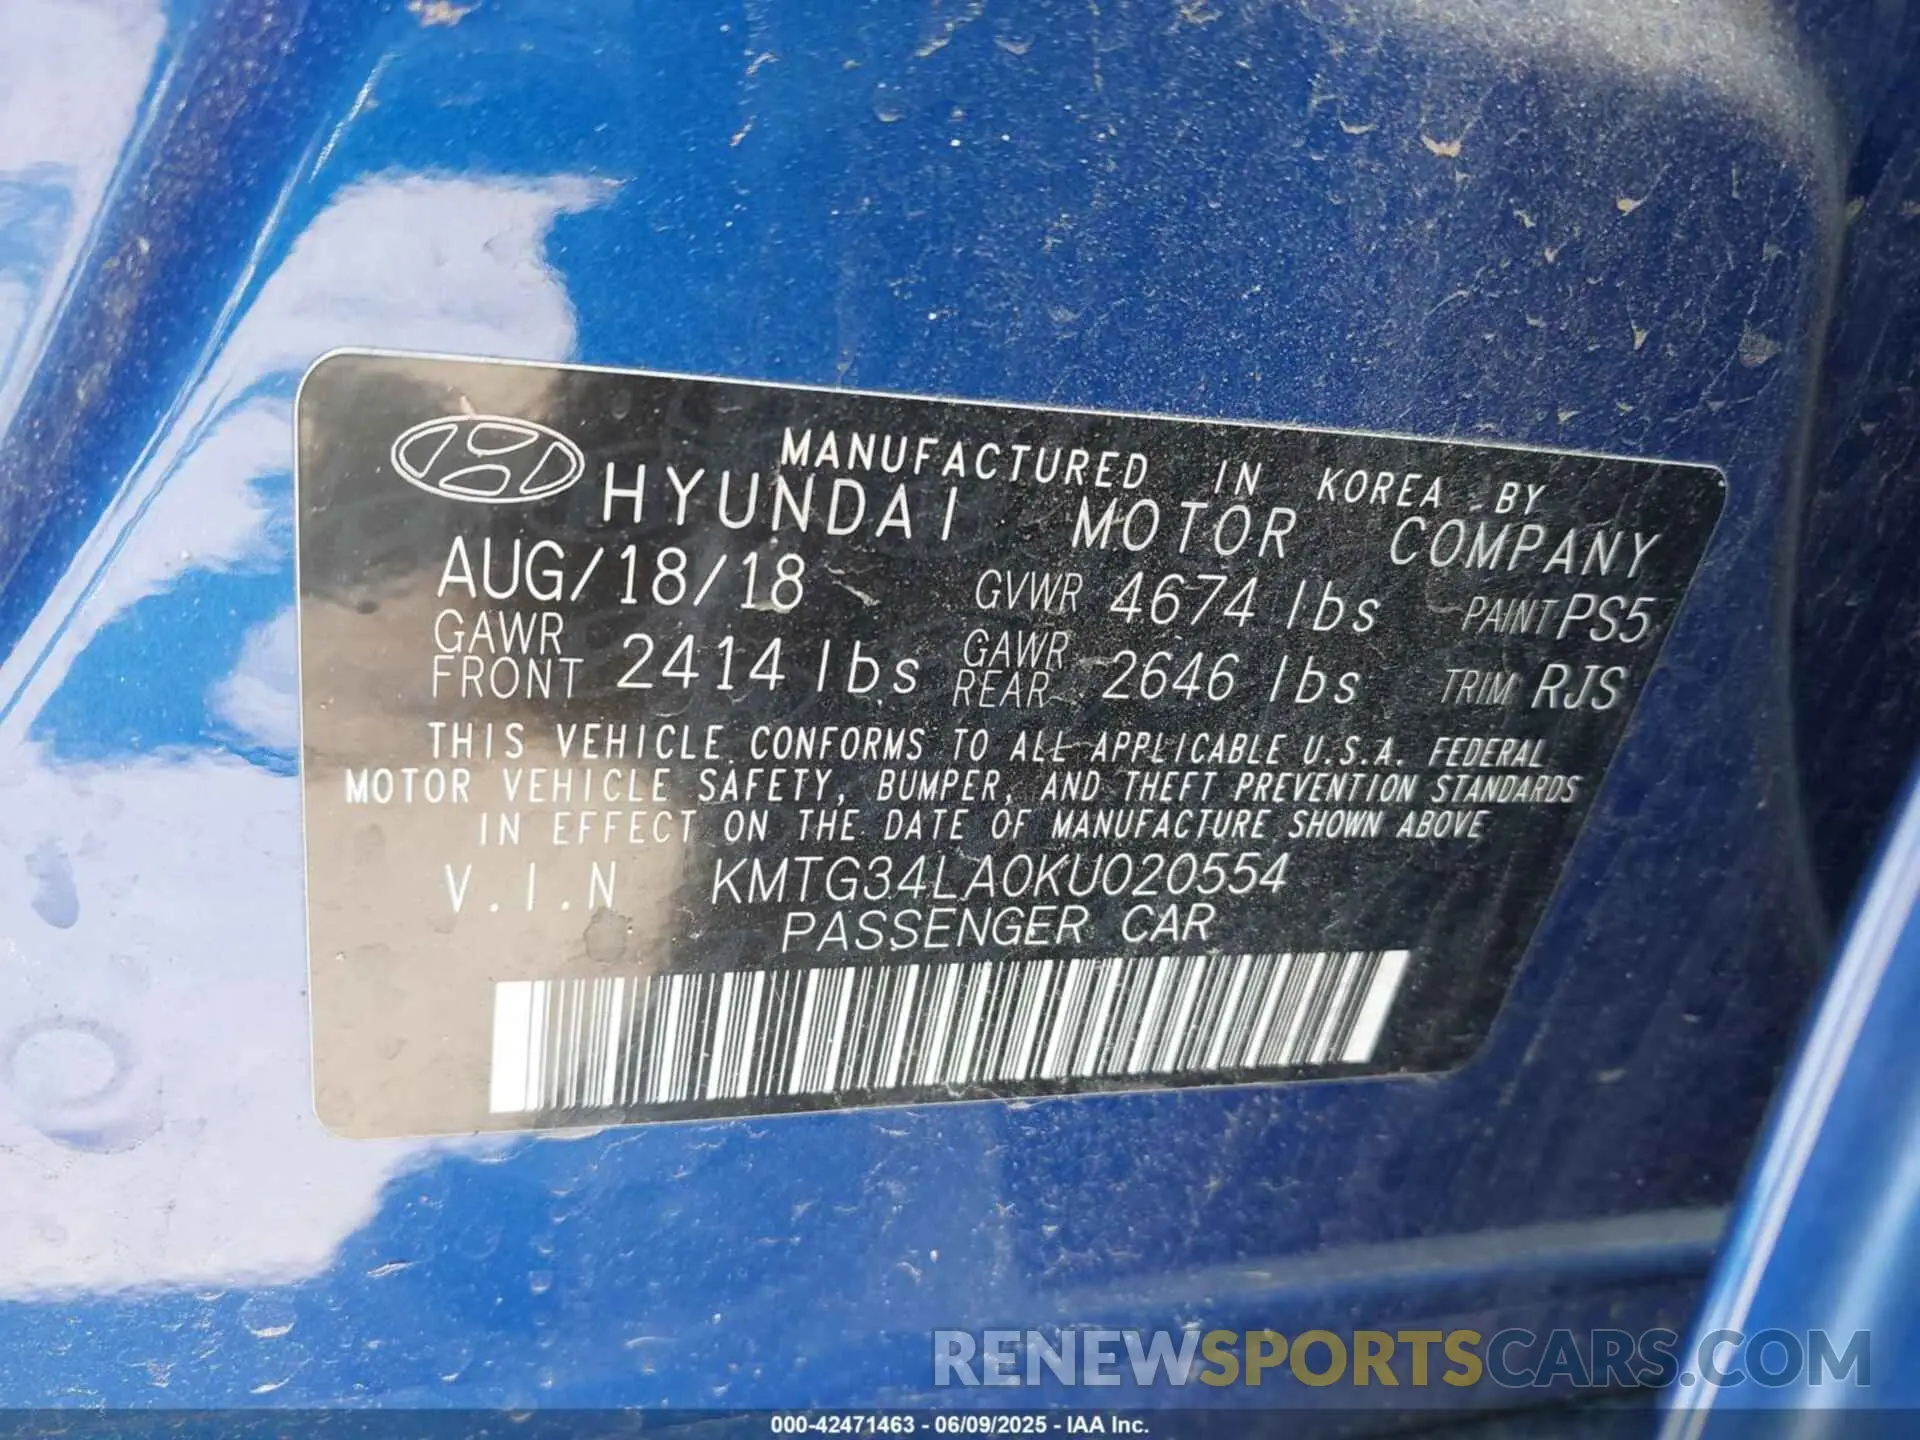 MANUFACTURED IN KOREA BY
HYUNDAI MOTOR COMPANY
AUG/18/18 GVWR 4674 lbs PAINT PS5
GAWR FRONT 2414 lbs GAWR REAR 2646 lbs TRIM RJS
THIS VEHICLE CONFORMS TO ALL APPLICABLE U.S.A. FEDERAL
MOTOR VEHICLE SAFETY, BUMPER, AND THEFT PREVENTION STANDARDS
IN EFFECT ON THE DATE OF MANUFACTURE SHOWN ABOVE
V.I.N KMTG34LA0KU020554
PASSENGER CAR
RENEWSPORTSCARS.COM
000-42471463 - 06/09/2025 - IAA Inc.